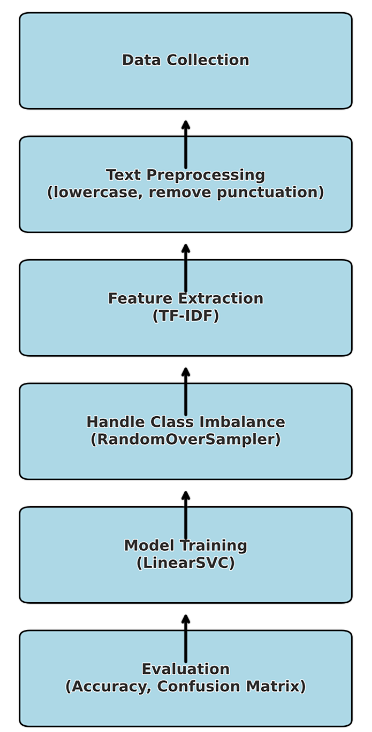 Data Collection
Text Preprocessing
(lowercase, remove punctuation)
Feature Extraction
(TF-IDF)
Handle Class Imbalance
(RandomOverSampler)
Model Training
(LinearSVC)
Evaluation
(Accuracy, Confusion Matrix)